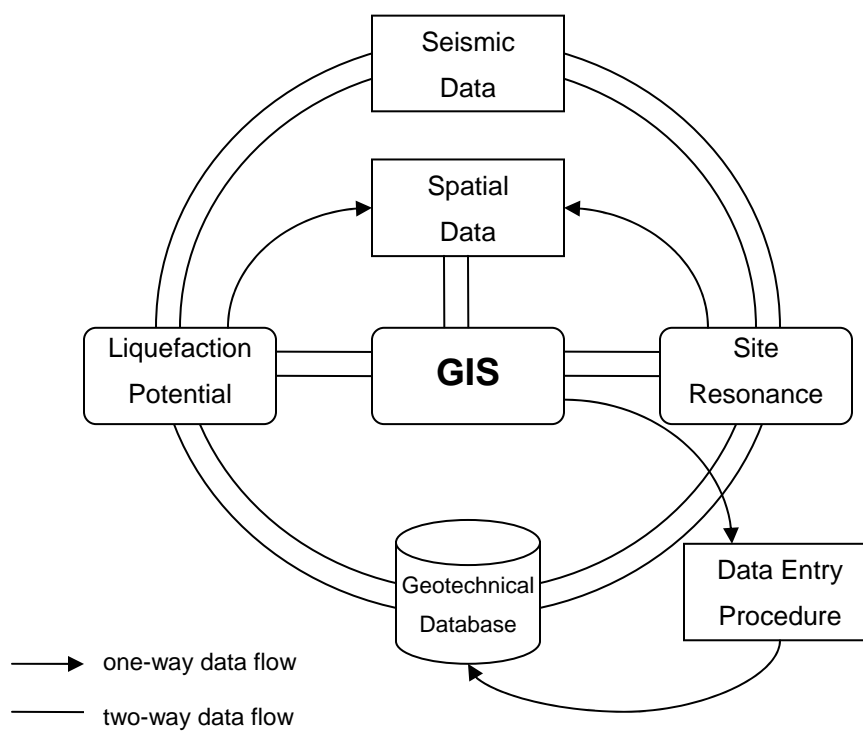 Seismic
Data
Spatial
Data
Liquefaction
Potential
GIS
Site
Resonance
Geotechnical
Database
Data Entry
Procedure
one-way data flow
two-way data flow